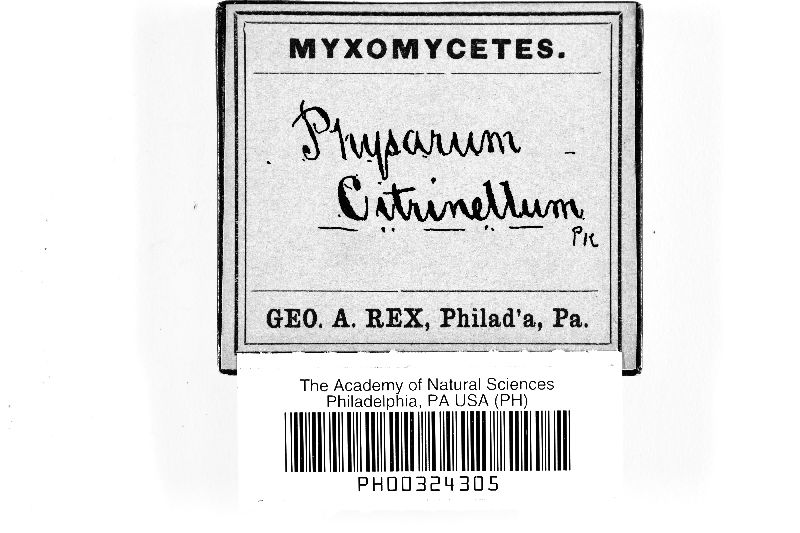 MYXOMYCETES.
Physarum
Citrinellum
Pk
GEO. A. REX, Philad'a, Pa.
The Academy of Natural Sciences
Philadelphia, PA USA (PH)
PH00324305